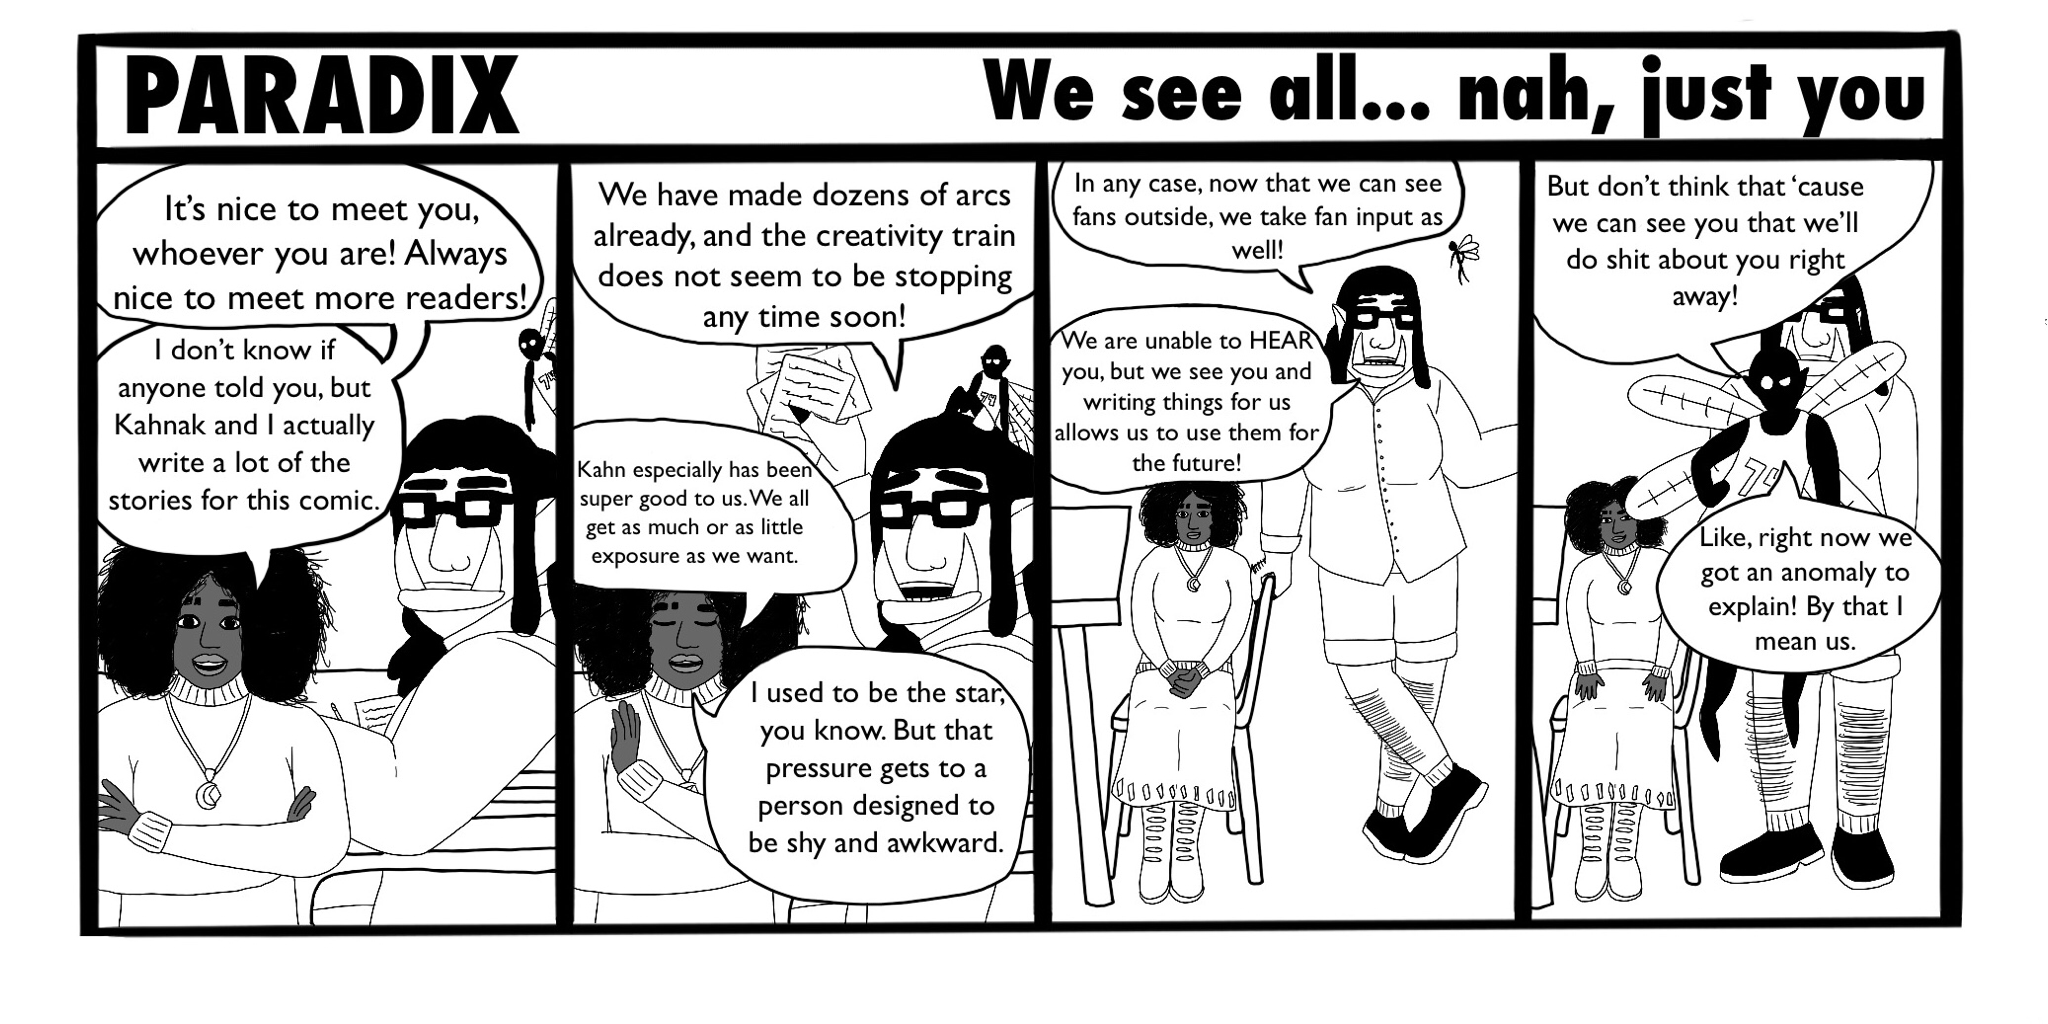 PARADIX
We see all... nah, just you
It's nice to meet you,
whoever you are! Always
nice to meet more readers!
I don't know if
anyone told you, but
Kahnak and I actually
write a lot of the
stories for this comic.
We have made dozens of arcs
already, and the creativity train
does not seem to be stopping
any time soon!
Kahn especially has been
super good to us. We all
get as much or as little
exposure as we want.
I used to be the star,
you know. But that
pressure gets to a
person designed to
be shy and awkward.
In any case, now that we can see
fans outside, we take fan input as
well!
We are unable to HEAR
you, but we see you and
writing things for us
allows us to use them for
the future!
But don't think that 'cause
we can see you that we'll
do shit about you right
away!
Like, right now we
got an anomaly to
explain! By that I
mean us.